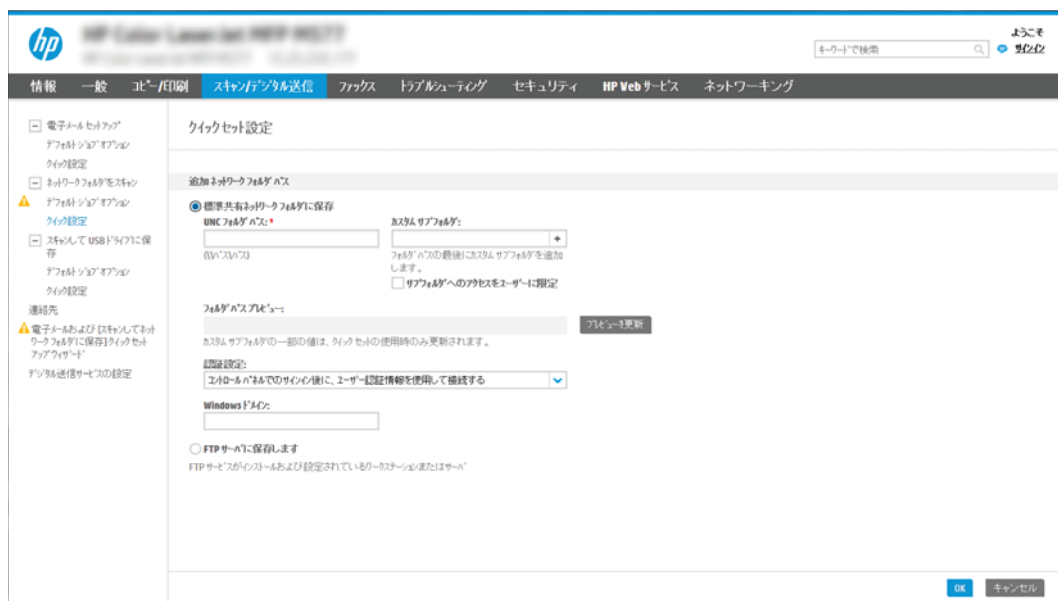 hp
ようこそ
キーワードで検索
サインイン
情報 一般 コピー/印刷 スキャン/デジタル送信 ファックス トラブルシューティング セキュリティ HP Web サービス ネットワーキング
電子メール セットアップ
デフォルト ジョブ オプション
クイック設定
ネットワーク フォルダをスキャン
デフォルト ジョブ オプション
クイック設定
スキャンして USB ドライブに保
存
デフォルト ジョブ オプション
クイック設定
連絡先
電子メールおよび [スキャンしてネット
ワーク フォルダに保存] クイック セット
アップ ウィザード
デジタル送信サービスの設定
クイック セット設定
追加ネットワーク フォルダ パス
標準共有ネットワーク フォルダに保存
UNC フォルダ パス: *
(\\パス\パス)
カスタム サブフォルダ:
フォルダ パスの最後にカスタム サブフォルダを追加
します。
サブフォルダへのアクセスをユーザーに限定
フォルダ パス プレビュー:
プレビューを更新
カスタム サブフォルダの一部の値は、クイック セットの使用時のみ更新されます。
認証設定:
コントロール パネルでのサインイン後に、ユーザー認証情報を使用して接続する
Windows ドメイン:
FTP サーバに保存します
FTP サービスがインストールおよび設定されているワークステーションまたはサーバ
OK キャンセル